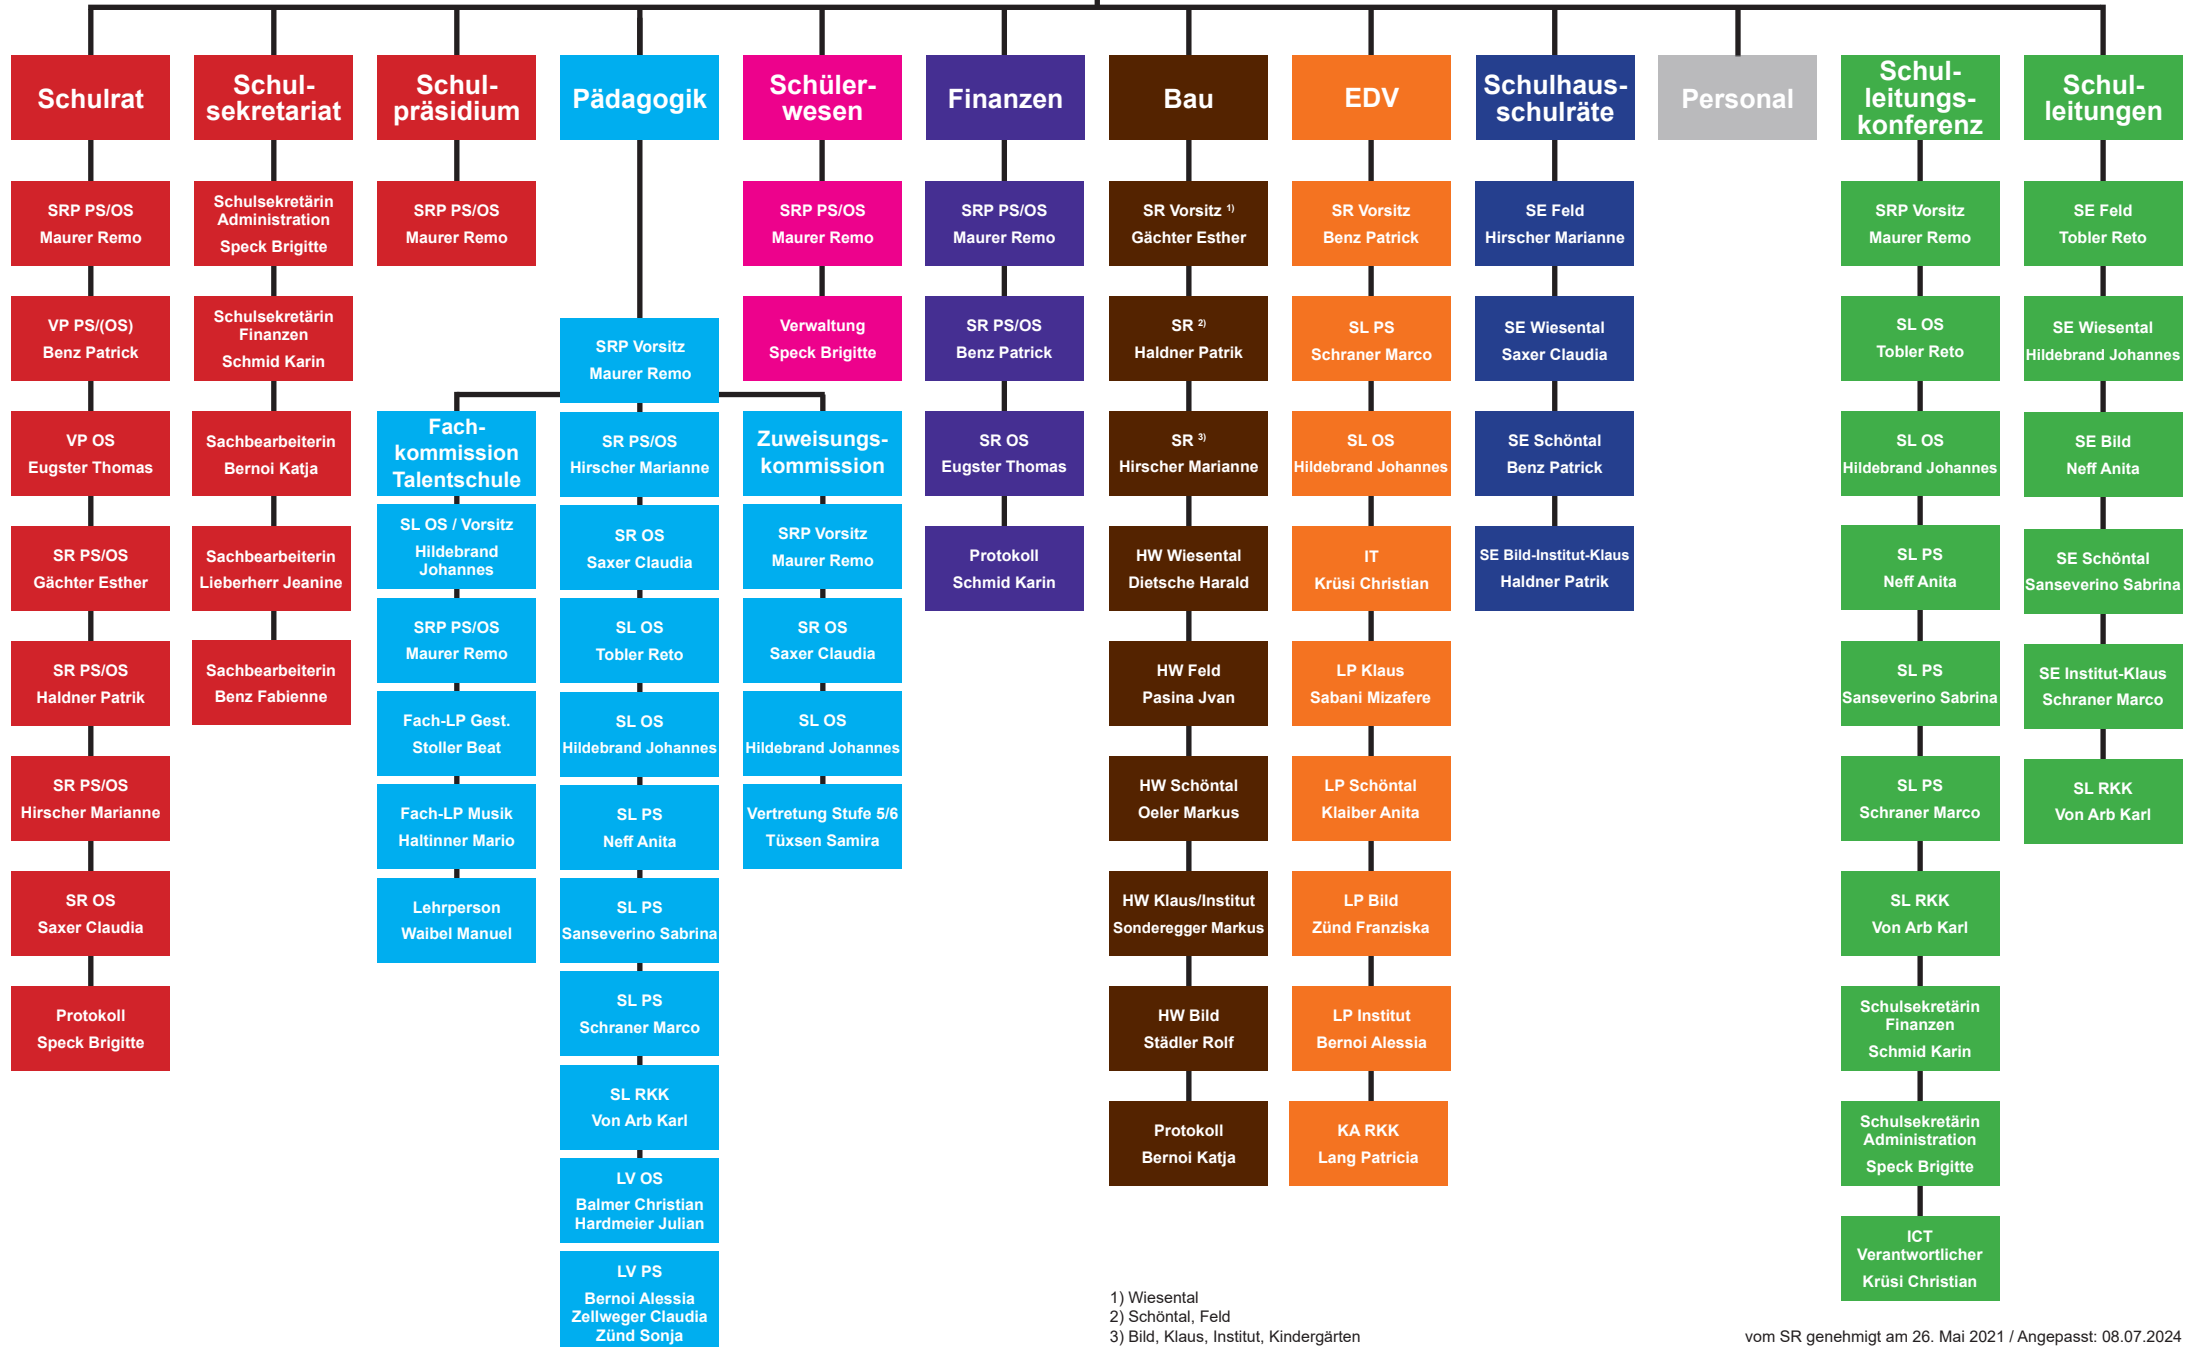 Schulrat
SRP PS/OS
Maurer Remo
VP PS/(OS)
Benz Patrick
VP OS
Eugster Thomas
SR PS/OS
Gächter Esther
SR PS/OS
Haldner Patrik
SR PS/OS
Hirscher Marianne
SR OS
Saxer Claudia
Protokoll
Speck Brigitte
Schul-
sekretariat
Schulsekretärin
Administration
Speck Brigitte
Schulsekretärin
Finanzen
Schmid Karin
Sachbearbeiterin
Bernoi Katja
Sachbearbeiterin
Lieberherr Jeanine
Sachbearbeiterin
Benz Fabienne
Schul-
präsidium
SRP PS/OS
Maurer Remo
Pädagogik
SRP Vorsitz
Maurer Remo
Fach-
kommission
Talentschule
SL OS / Vorsitz
Hildebrand
Johannes
SRP PS/OS
Maurer Remo
Fach-LP Gest.
Stoller Beat
Fach-LP Musik
Haltinner Mario
Lehrperson
Waibel Manuel
SR PS/OS
Hirscher Marianne
SR OS
Saxer Claudia
SL OS
Tobler Reto
SL OS
Hildebrand Johannes
SL PS
Neff Anita
SL PS
Sanseverino Sabrina
SL PS
Schraner Marco
SL RKK
Von Arb Karl
LV OS
Balmer Christian
Hardmeier Julian
LV PS
Bernoi Alessia
Zellweger Claudia
Zünd Sonja
Zuweisungs-
kommission
SRP Vorsitz
Maurer Remo
SR OS
Saxer Claudia
SL OS
Hildebrand Johannes
Vertretung Stufe 5/6
Tüxsen Samira
Schüler-
wesen
SRP PS/OS
Maurer Remo
Verwaltung
Speck Brigitte
Finanzen
SRP PS/OS
Maurer Remo
SR PS/OS
Benz Patrick
SR OS
Eugster Thomas
Protokoll
Schmid Karin
Bau
SR Vorsitz 1)
Gächter Esther
SR 2)
Haldner Patrik
SR 3)
Hirscher Marianne
HW Wiesental
Dietsche Harald
HW Feld
Pasina Jvan
HW Schöntal
Oeler Markus
HW Klaus/Institut
Sonderegger Markus
HW Bild
Städler Rolf
Protokoll
Bernoi Katja
EDV
SR Vorsitz
Benz Patrick
SL PS
Schraner Marco
SL OS
Hildebrand Johannes
IT
Krüsi Christian
LP Klaus
Sabani Mizafere
LP Schöntal
Klaiber Anita
LP Bild
Zünd Franziska
LP Institut
Bernoi Alessia
KA RKK
Lang Patricia
Schulhaus-
schulräte
SE Feld
Hirscher Marianne
SE Wiesental
Saxer Claudia
SE Schöntal
Benz Patrick
SE Bild-Institut-Klaus
Haldner Patrik
Personal
Schul-
leitungs-
konferenz
SRP Vorsitz
Maurer Remo
SL OS
Tobler Reto
SL OS
Hildebrand Johannes
SL PS
Neff Anita
SL PS
Sanseverino Sabrina
SL PS
Schraner Marco
SL RKK
Von Arb Karl
Schulsekretärin
Finanzen
Schmid Karin
Schulsekretärin
Administration
Speck Brigitte
ICT
Verantwortlicher
Krüsi Christian
Schul-
leitungen
SE Feld
Tobler Reto
SE Wiesental
Hildebrand Johannes
SE Bild
Neff Anita
SE Schöntal
Sanseverino Sabrina
SE Institut-Klaus
Schraner Marco
SL RKK
Von Arb Karl
1) Wiesental
2) Schöntal, Feld
3) Bild, Klaus, Institut, Kindergärten
vom SR genehmigt am 26. Mai 2021 / Angepasst: 08.07.2024